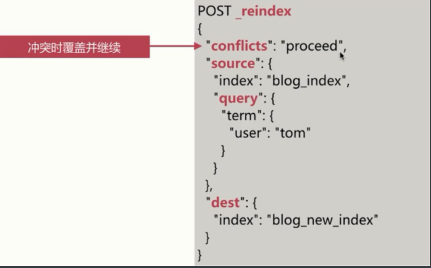 POST _reindex
{
冲突时覆盖并继续
"conflicts": "proceed",
"source": {
"index": "blog_index",
"query": {
"term": {
"user": "tom"
}
}
},
"dest": {
"index": "blog_new_index"
}
}